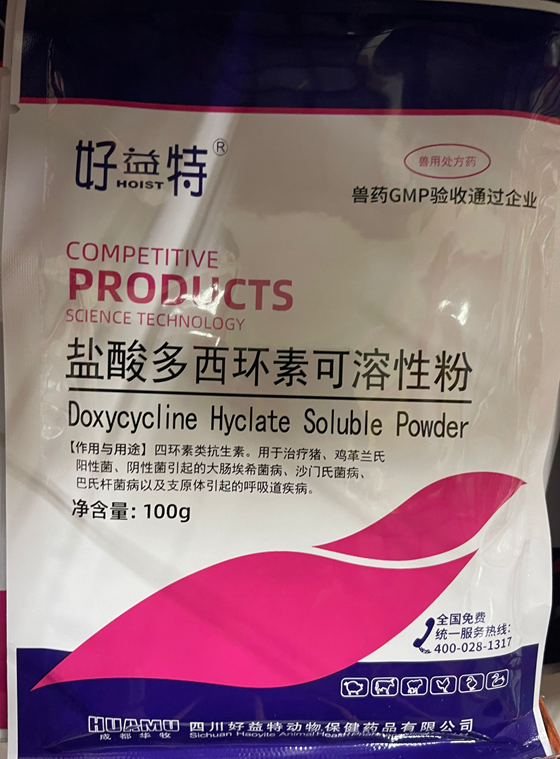 好益特®
HOIST
兽用处方药
兽药GMP验收通过企业
COMPETITIVE
PRODUCTS
SCIENCE TECHNOLOGY
盐酸多西环素可溶性粉
Doxycycline Hyclate Soluble Powder
【作用与用途】四环素类抗生素。用于治疗猪、鸡革兰氏
阳性菌、阴性菌引起的大肠埃希菌病、沙门氏菌病、
巴氏杆菌病以及支原体引起的呼吸道疾病。
净含量：100g
全国免费
统一服务热线：
400-028-1317
HUAMU
成都华牧
四川好益特动物保健药品有限公司
Sichuan Haoyite Animal Health